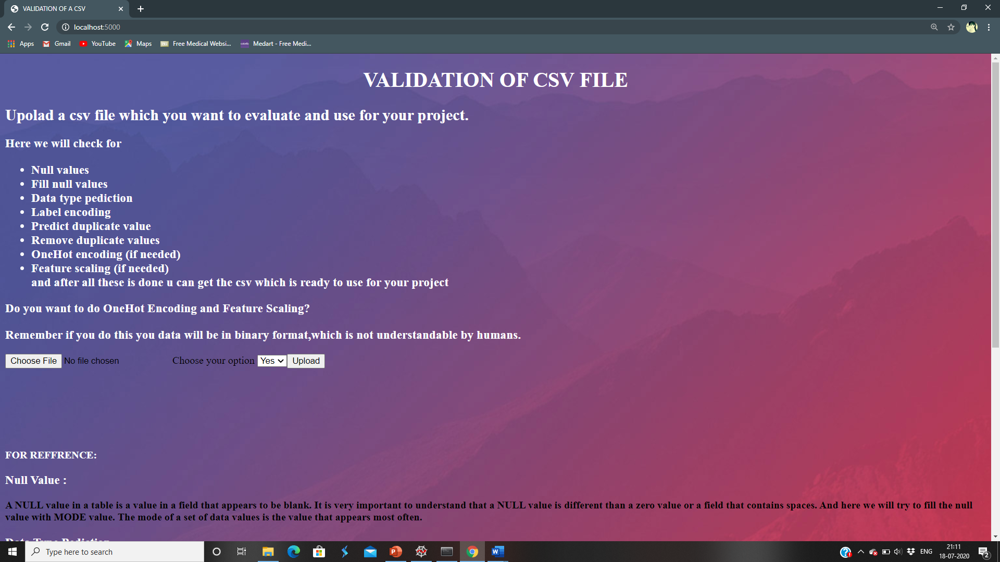 VALIDATION OF A CSV
localhost:5000
Apps Gmail YouTube Maps Free Medical Websi... Medart - Free Medi...
VALIDATION OF CSV FILE
Upolad a csv file which you want to evaluate and use for your project.
Here we will check for
• Null values
• Fill null values
• Data type pediction
• Label encoding
• Predict duplicate value
• Remove duplicate values
• OneHot encoding (if needed)
• Feature scaling (if needed)
and after all these is done u can get the csv which is ready to use for your project
Do you want to do OneHot Encoding and Feature Scaling?
Remember if you do this you data will be in binary format,which is not understandable by humans.
Choose File No file chosen Choose your option Yes Upload
FOR REFFRENCE:
Null Value :
A NULL value in a table is a value in a field that appears to be blank. It is very important to understand that a NULL value is different than a zero value or a field that contains spaces. And here we will try to fill the null
value with MODE value. The mode of a set of data values is the value that appears most often.
Data Type Pediction
Type here to search
ENG
21:11
18-07-2020
2